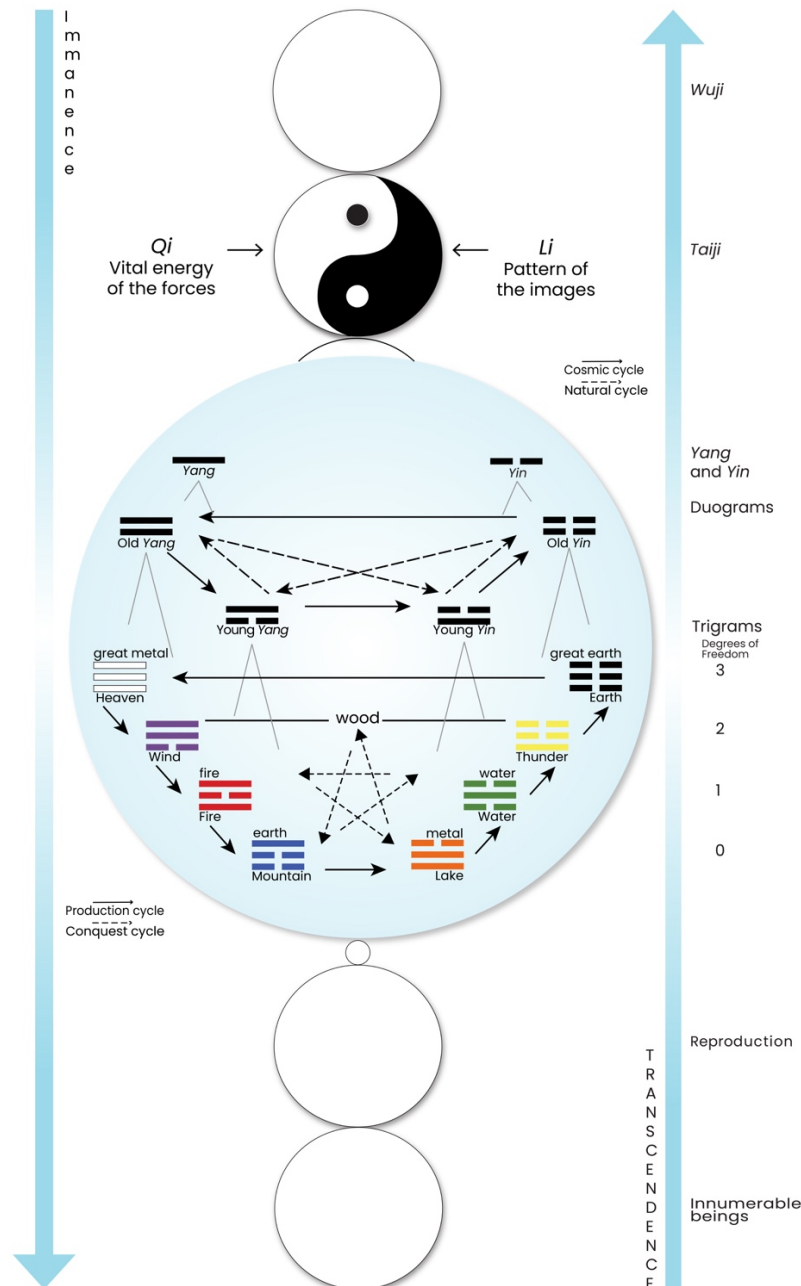 Immanence
Wuji
Qi
Vital energy
of the forces
Li
Pattern of
the images
Taiji
Cosmic cycle
Natural cycle
Yang
Yin
Yang
and Yin
Duograms
Old Yang
Old Yin
Young Yang
Young Yin
Trigrams
Degrees of
Freedom
great metal
great earth
3
Heaven
Earth
wood
2
Wind
Thunder
fire
water
1
Fire
Water
earth
metal
0
Mountain
Lake
Production cycle
Conquest cycle
Reproduction
TRANSCENDENCE
Innumerable
beings